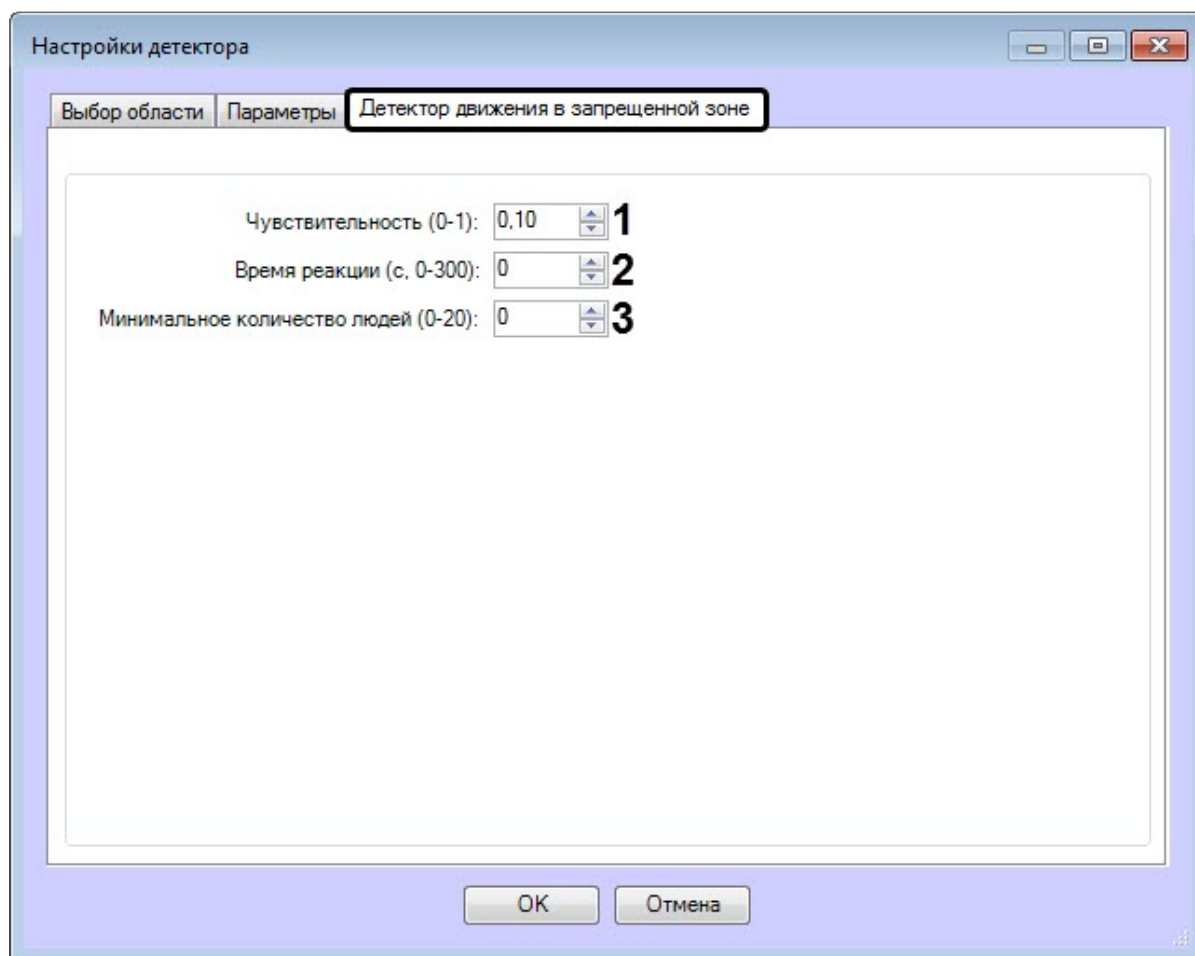 Настройки детектора
Выбор области Параметры Детектор движения в запрещенной зоне
Чувствительность (0-1): 0,10 1
Время реакции (с, 0-300): 0 2
Минимальное количество людей (0-20): 0 3
OK Отмена